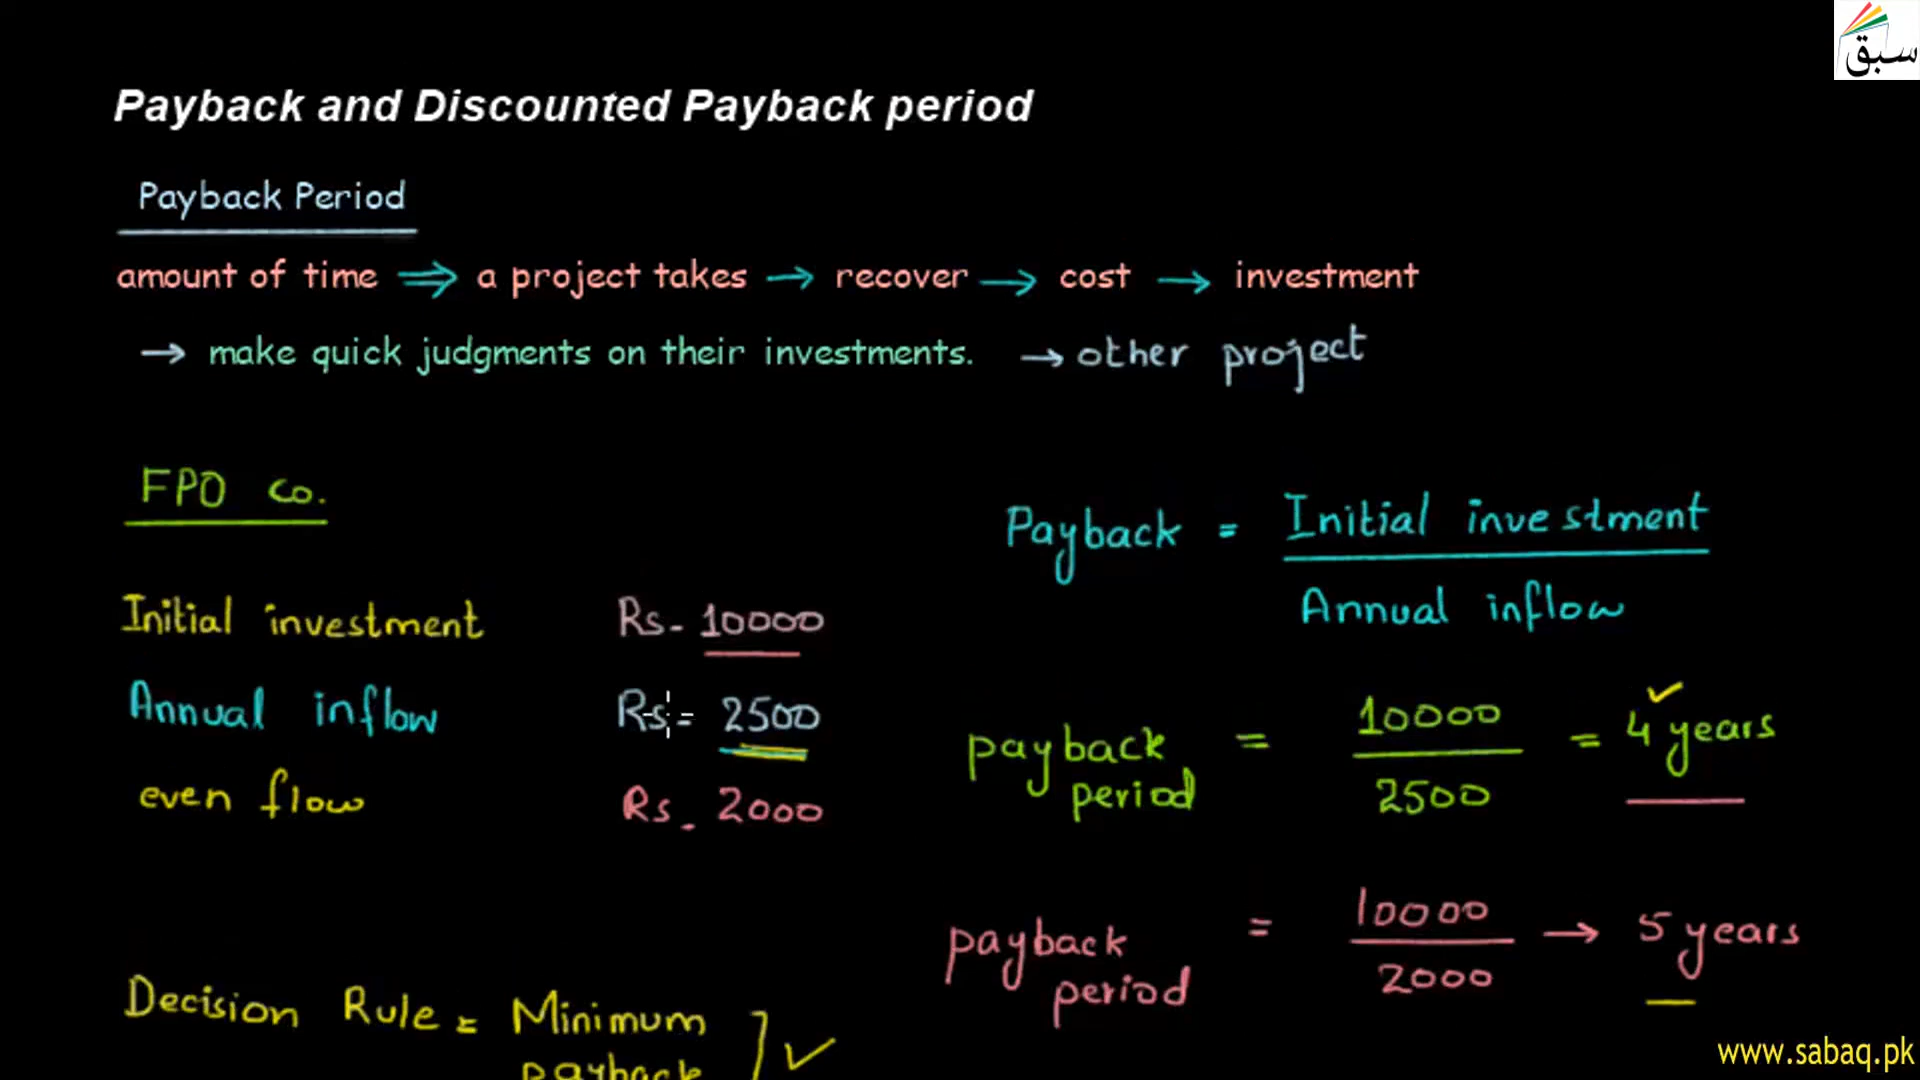 سبق
Payback and Discounted Payback period
Payback Period
amount of time ⇒ a project takes → recover → cost → investment
→ make quick judgments on their investments. → other project
FPO Co.
Payback = Initial investment
Annual inflow
Initial investment Rs - 10000
Annual inflow Rs = 2500
even flow Rs - 2000
payback period = 10000 / 2500 = 4 years ✓
payback period = 10000 / 2000 → 5 years
Decision Rule = Minimum payback ] ✓
www.sabaq.pk